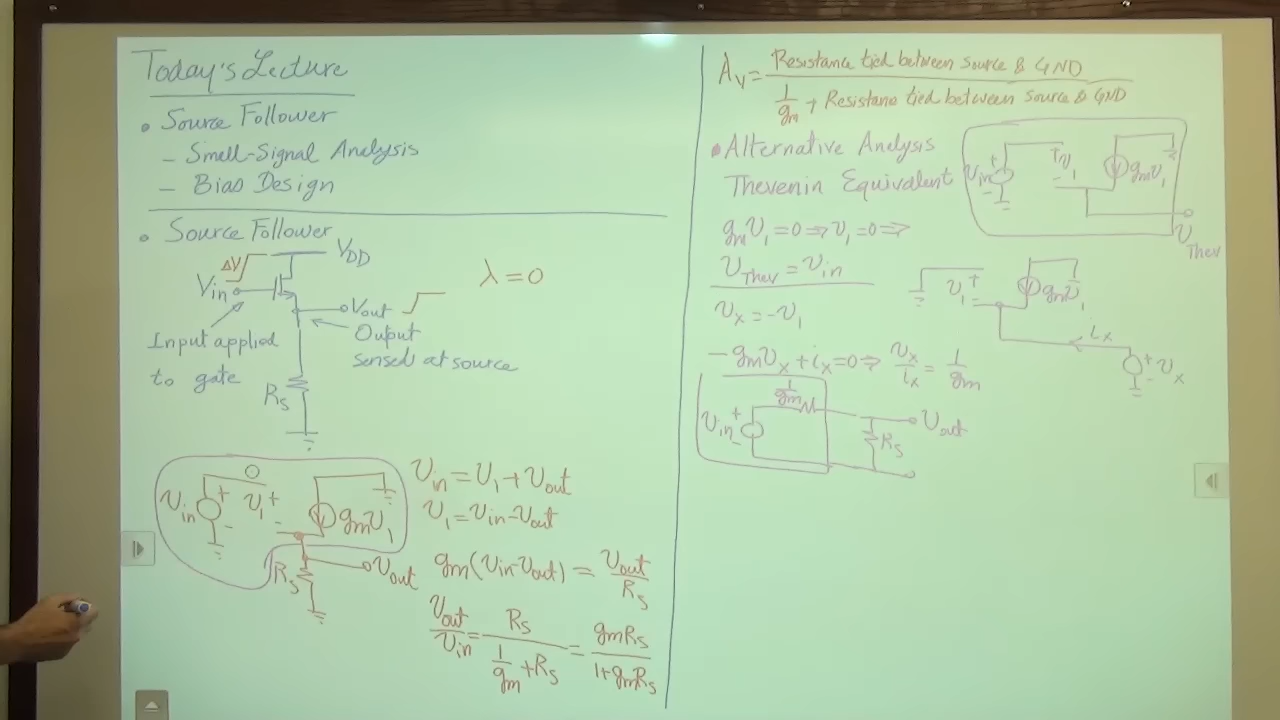 Today's Lecture
• Source Follower
– Small-Signal Analysis
– Bias Design
• Source Follower
ΔV
VDD
Vin
Vout
λ = 0
Input applied
to gate
Output
sensed at source
RS
0
Vin + - V1 + - gmV1
RS
Vout
Vin = V1 + Vout
V1 = Vin - Vout
gm(Vin - Vout) = Vout/RS
Vout/Vin = RS/(1/gm + RS) = gmRS/(1+gmRS)
Av = Resistance tied between Source & GND
1/gm + Resistane tied between Source & GND
• Alternative Analysis
Thevenin Equivalent
Vin + - + V1 - gmV1
VThev
gmV1 = 0 ⇒ V1 = 0 ⇒
VThev = Vin
V1 + - gmV1
iX
+ - VX
VX = -V1
-gmVX + iX = 0 ⇒ VX/iX = 1/gm
1/gm
Vin + -
RS
Vout